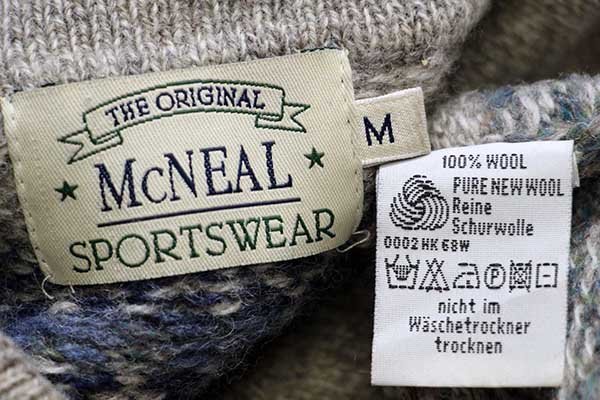 THE ORIGINAL
McNEAL
SPORTSWEAR
M
100% WOOL
PURE NEW WOOL
Reine
Schurwolle
0002 HK 68W
P
nicht im
Wäschetrockner
trocknen